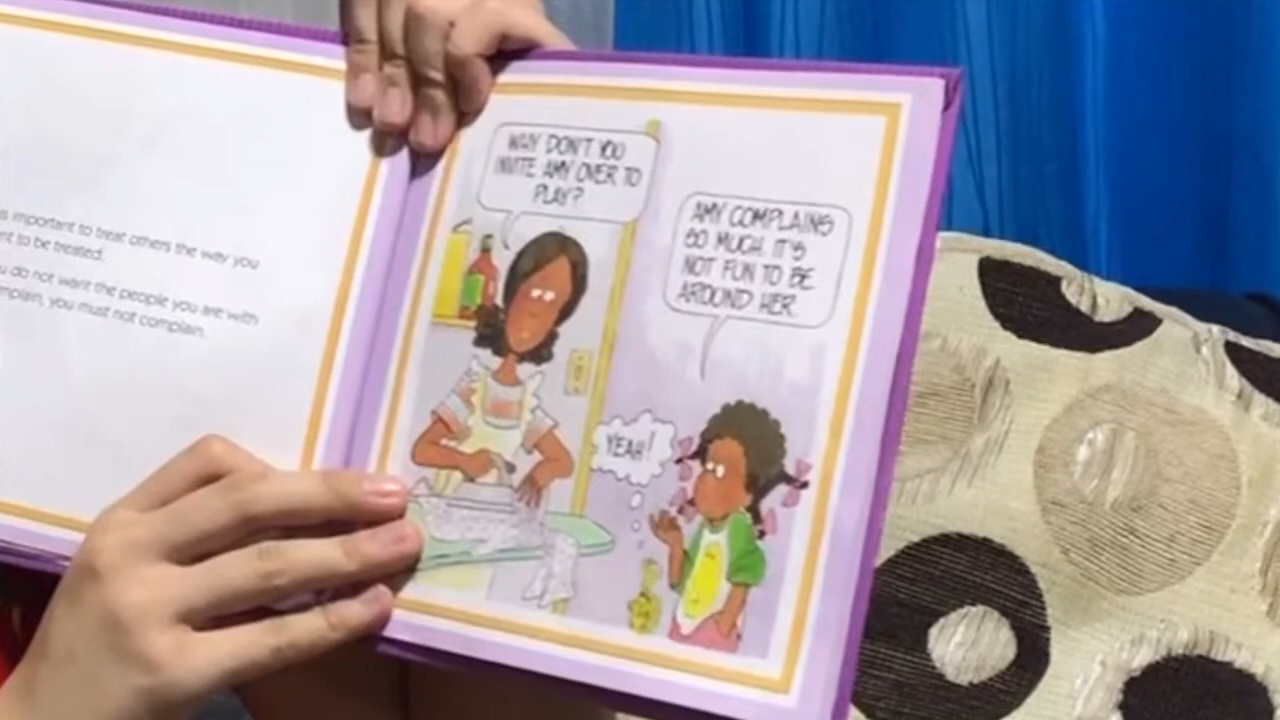 s important to treat others the way you
nt to be treated.
u do not want the people you are with
mplain, you must not complain.
WHY DON'T YOU
INVITE AMY OVER TO
PLAY?
AMY COMPLAINS
SO MUCH. IT'S
NOT FUN TO BE
AROUND HER.
YEAH!